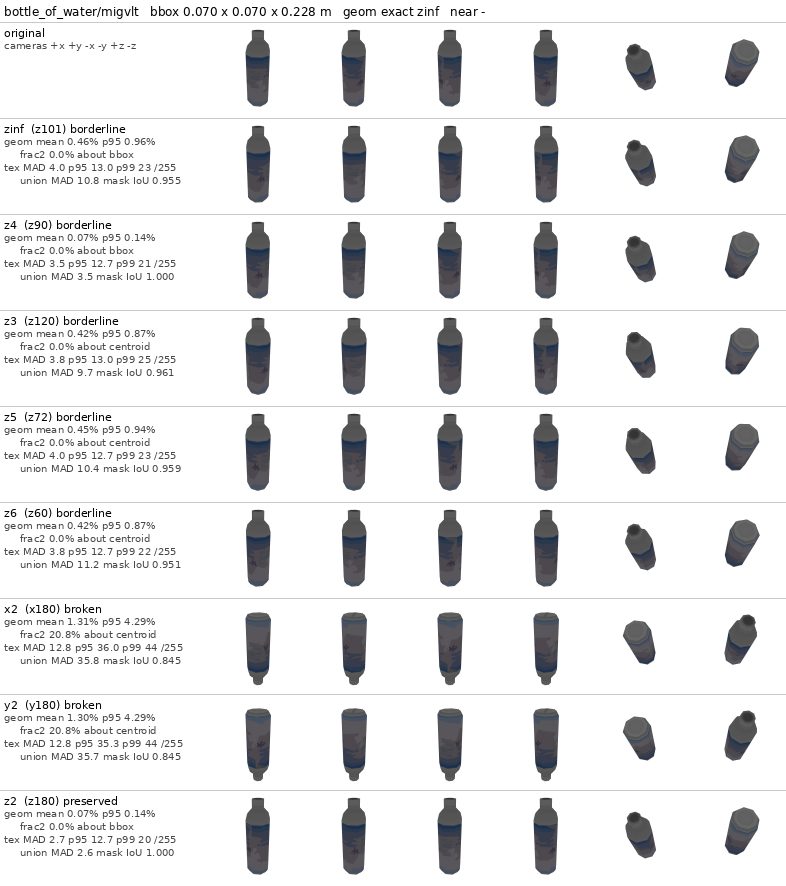 bottle_of_water/migvlt   bbox 0.070 x 0.070 x 0.228 m   geom exact zinf   near -
original
cameras +x +y -x -y +z -z
zinf  (z101) borderline
geom mean 0.46% p95 0.96%
frac2 0.0% about bbox
tex MAD 4.0 p95 13.0 p99 23 /255
union MAD 10.8 mask IoU 0.955
z4  (z90) borderline
geom mean 0.07% p95 0.14%
frac2 0.0% about bbox
tex MAD 3.5 p95 12.7 p99 21 /255
union MAD 3.5 mask IoU 1.000
z3  (z120) borderline
geom mean 0.42% p95 0.87%
frac2 0.0% about centroid
tex MAD 3.8 p95 13.0 p99 25 /255
union MAD 9.7 mask IoU 0.961
z5  (z72) borderline
geom mean 0.45% p95 0.94%
frac2 0.0% about centroid
tex MAD 4.0 p95 12.7 p99 23 /255
union MAD 10.4 mask IoU 0.959
z6  (z60) borderline
geom mean 0.42% p95 0.87%
frac2 0.0% about centroid
tex MAD 3.8 p95 12.7 p99 22 /255
union MAD 11.2 mask IoU 0.951
x2  (x180) broken
geom mean 1.31% p95 4.29%
frac2 20.8% about centroid
tex MAD 12.8 p95 36.0 p99 44 /255
union MAD 35.8 mask IoU 0.845
y2  (y180) broken
geom mean 1.30% p95 4.29%
frac2 20.8% about centroid
tex MAD 12.8 p95 35.3 p99 44 /255
union MAD 35.7 mask IoU 0.845
z2  (z180) preserved
geom mean 0.07% p95 0.14%
frac2 0.0% about bbox
tex MAD 2.7 p95 12.7 p99 20 /255
union MAD 2.6 mask IoU 1.000